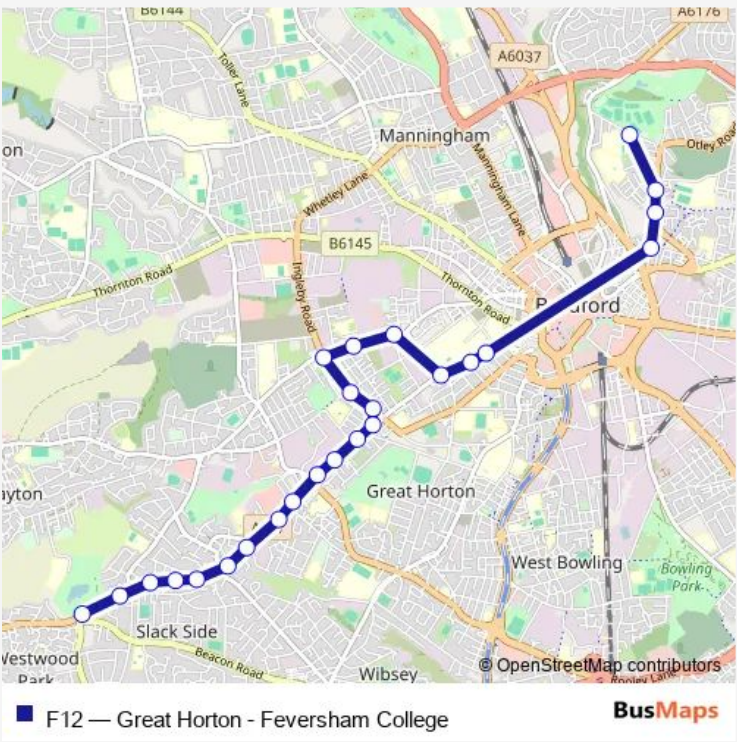 B6144
A6176
A6037
Toller Lane
Manningham
Otley Road
on
Manningham Lane
Whetley Lane
B6145
Thornton Road
Ingleby Road
Thornton Road
ayton
Great Horton
West Bowling
Bowling
Park
Slack Side
Westwood
Park
Beacon Road
Wibsey
© OpenStreetMap contributors
Rooley Lane
F12 — Great Horton - Feversham College
BusMaps